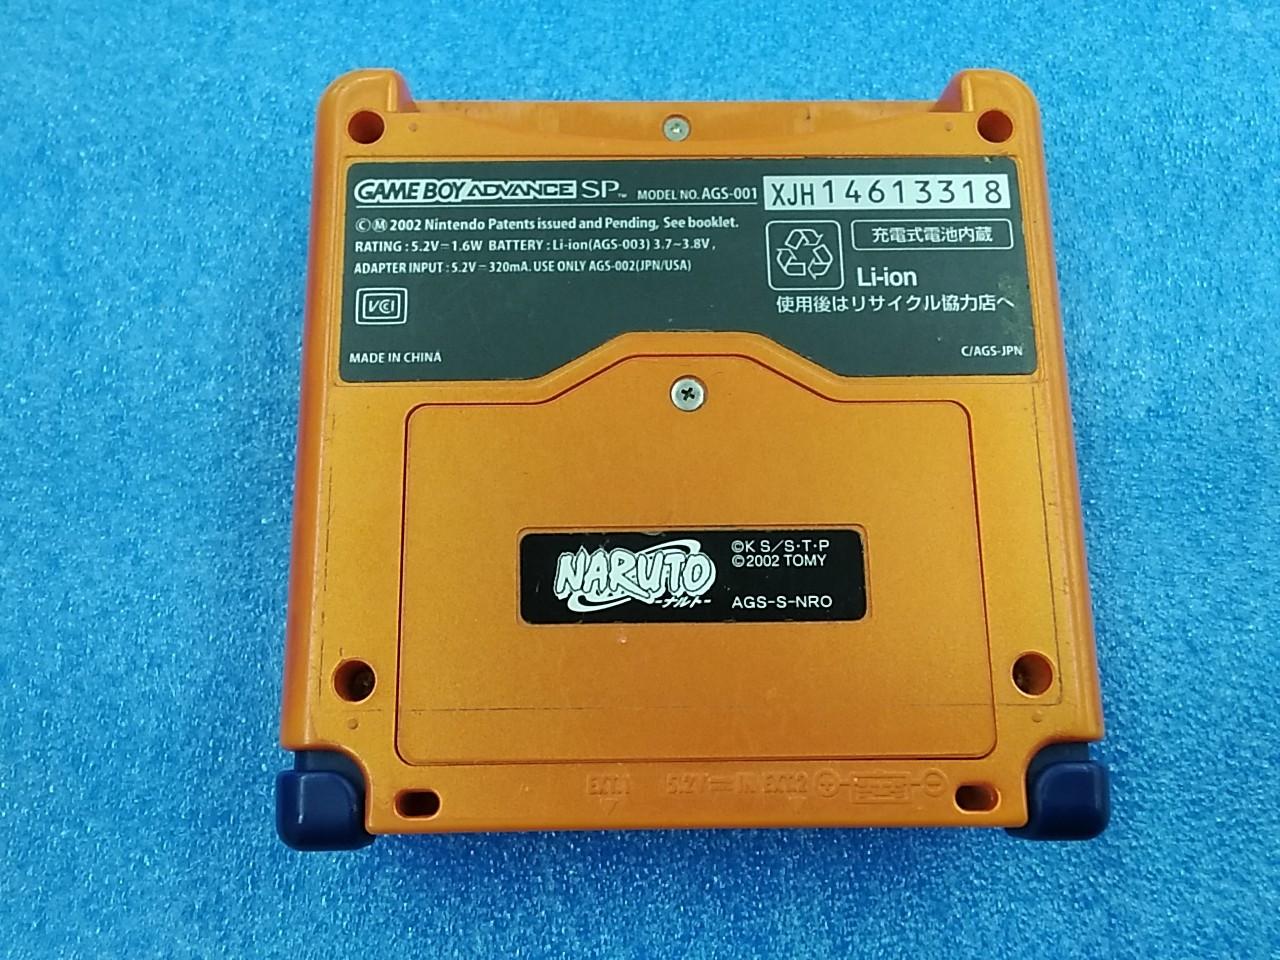 GAME BOY ADVANCE SP™ MODEL NO. AGS-001 XJH14613318
ⒸⓂ 2002 Nintendo Patents issued and Pending, See booklet.
RATING : 5.2V⎓1.6W BATTERY : Li-ion(AGS-003) 3.7~3.8V,
ADAPTER INPUT : 5.2V⎓320mA. USE ONLY AGS-002(JPN/USA)
VCCI
充電式電池内蔵
Li-ion
使用後はリサイクル協力店へ
MADE IN CHINA
C/AGS-JPN
NARUTO
-ナルト-
©K S/S・T・P
©2002 TOMY
AGS-S-NRO
EXT.1 5.2V⎓IN EXT.2